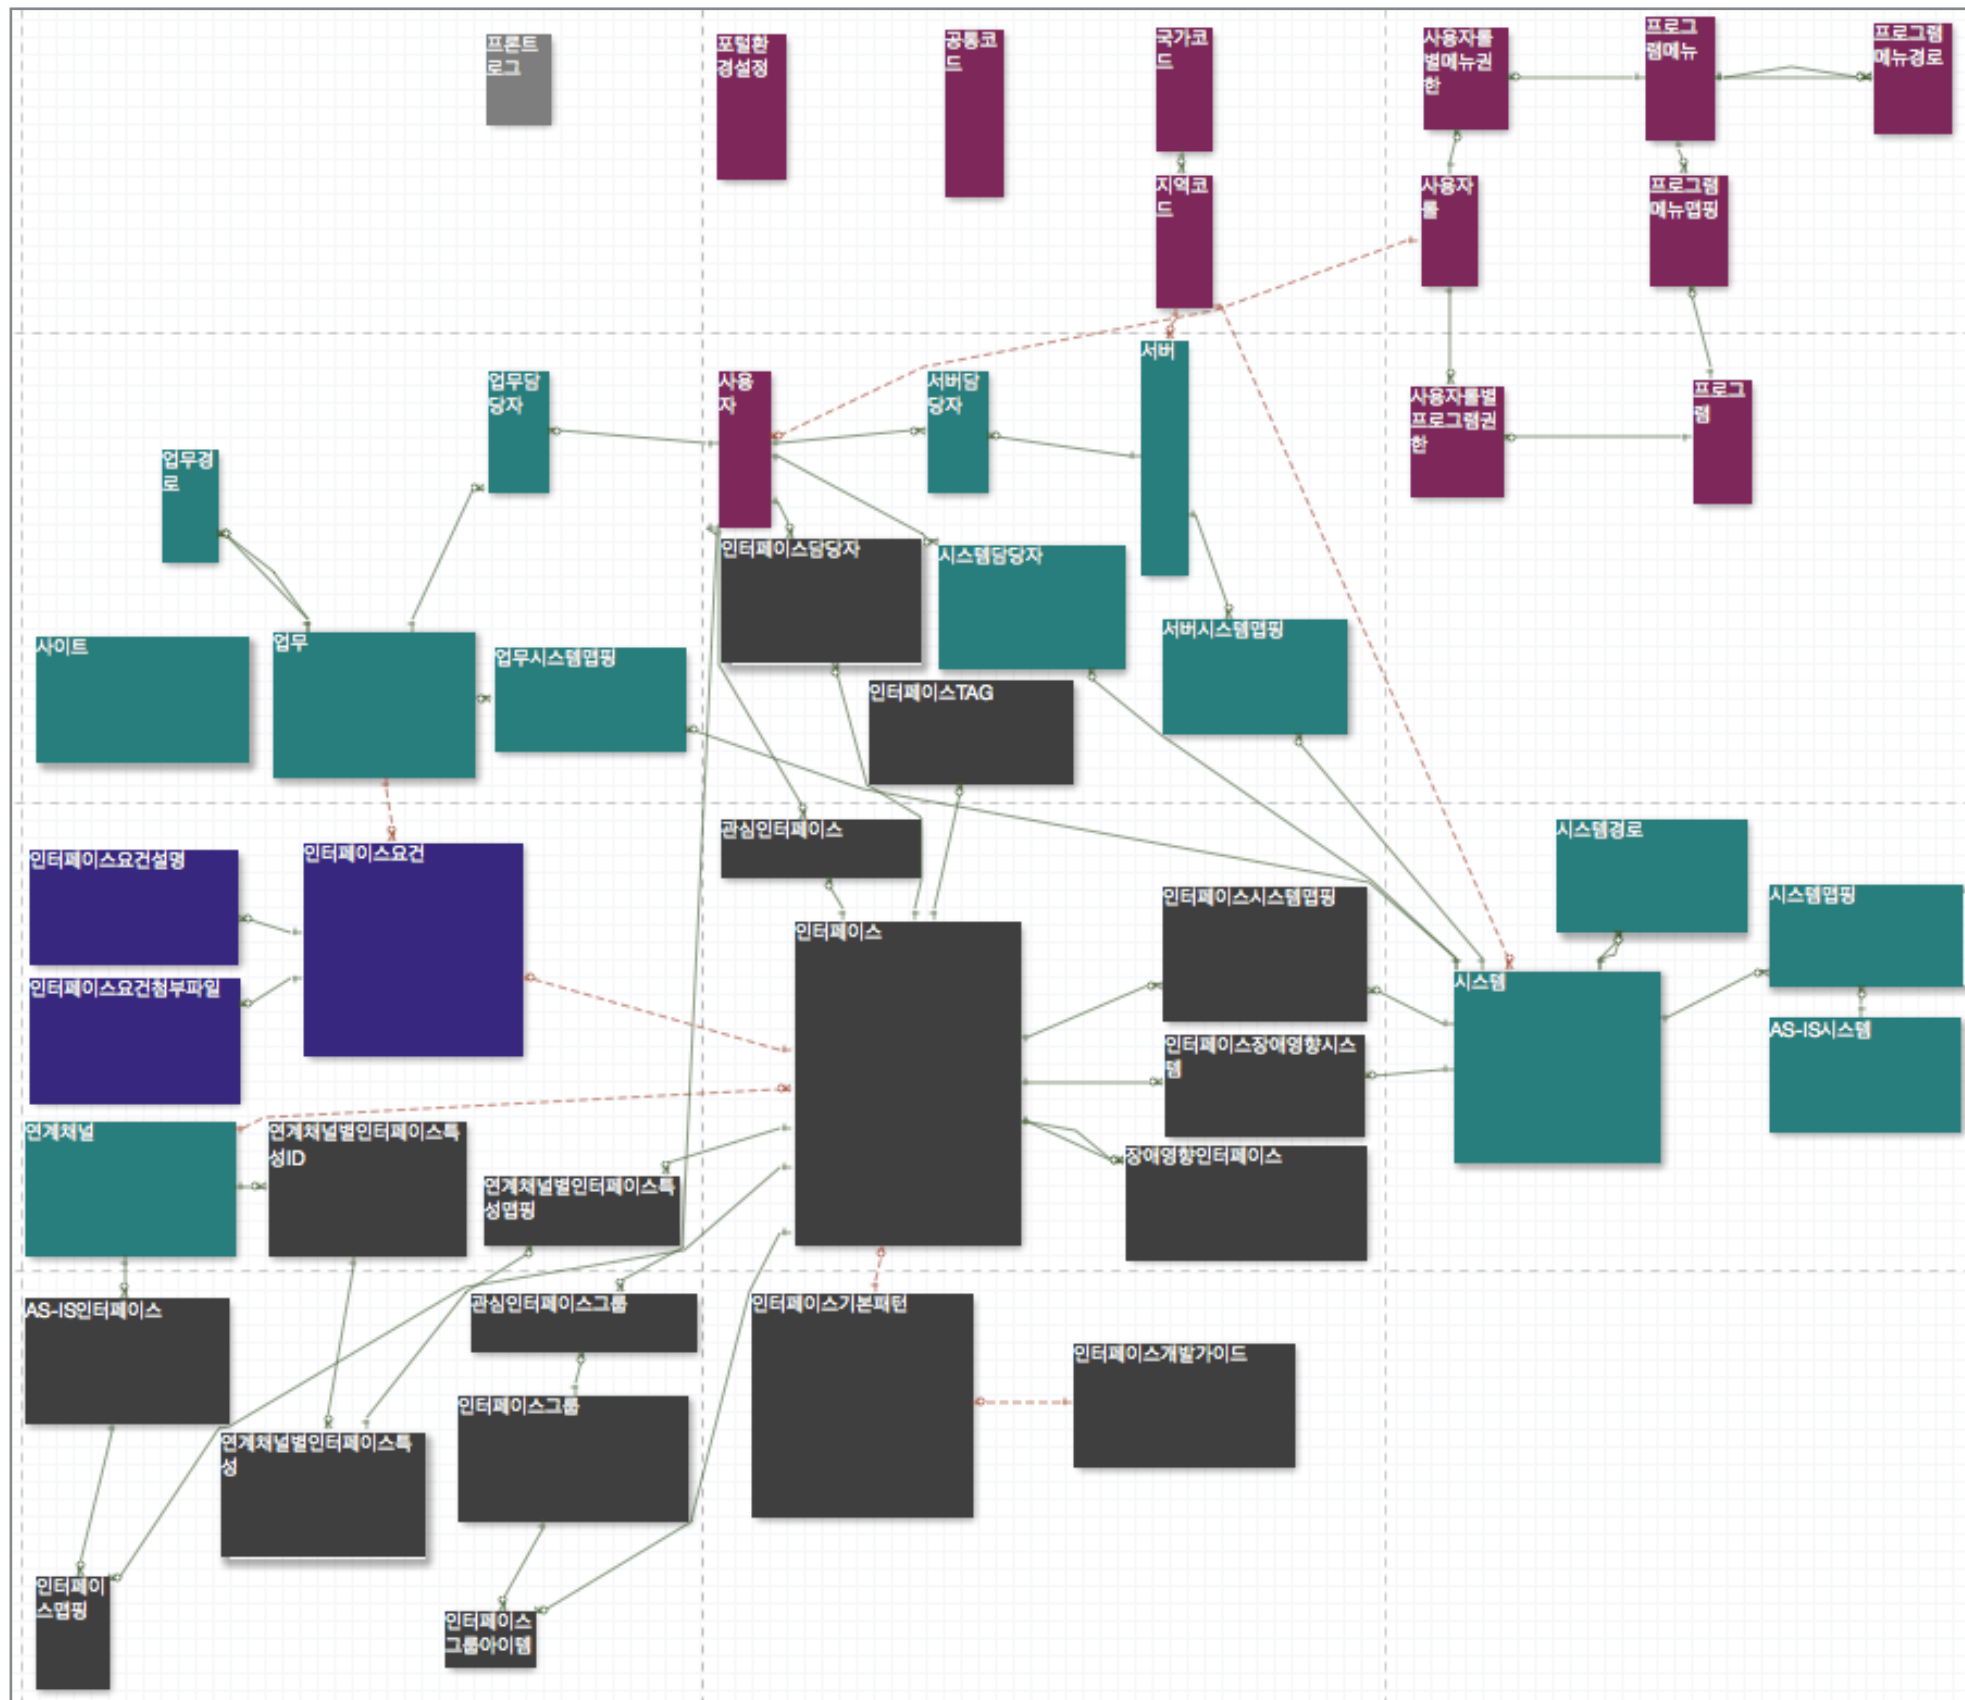 프론트
로그
포털환
경설정
공통코
드
국가코
드
사용자롤
별메뉴권
한
프로그
램메뉴
프로그램
메뉴경로
지역코
드
사용자
롤
프로그램
메뉴맵핑
업무담
당자
사용
자
서버담
당자
서버
사용자롤별
프로그램권
한
프로그
램
업무경
로
인터페이스담당자
시스템담당자
사이트
업무
업무시스템맵핑
서버시스템맵핑
인터페이스TAG
관심인터페이스
시스템경로
인터페이스요건설명
인터페이스요건
인터페이스시스템맵핑
시스템맵핑
인터페이스
인터페이스요건첨부파일
시스템
AS-IS시스템
인터페이스장애영향시스
템
연계채널
연계채널별인터페이스특
성ID
장애영향인터페이스
연계채널별인터페이스특
성맵핑
AS-IS인터페이스
관심인터페이스그룹
인터페이스기본패턴
인터페이스개발가이드
인터페이스그룹
연계채널별인터페이스특
성
인터페이
스맵핑
인터페이스
그룹아이템